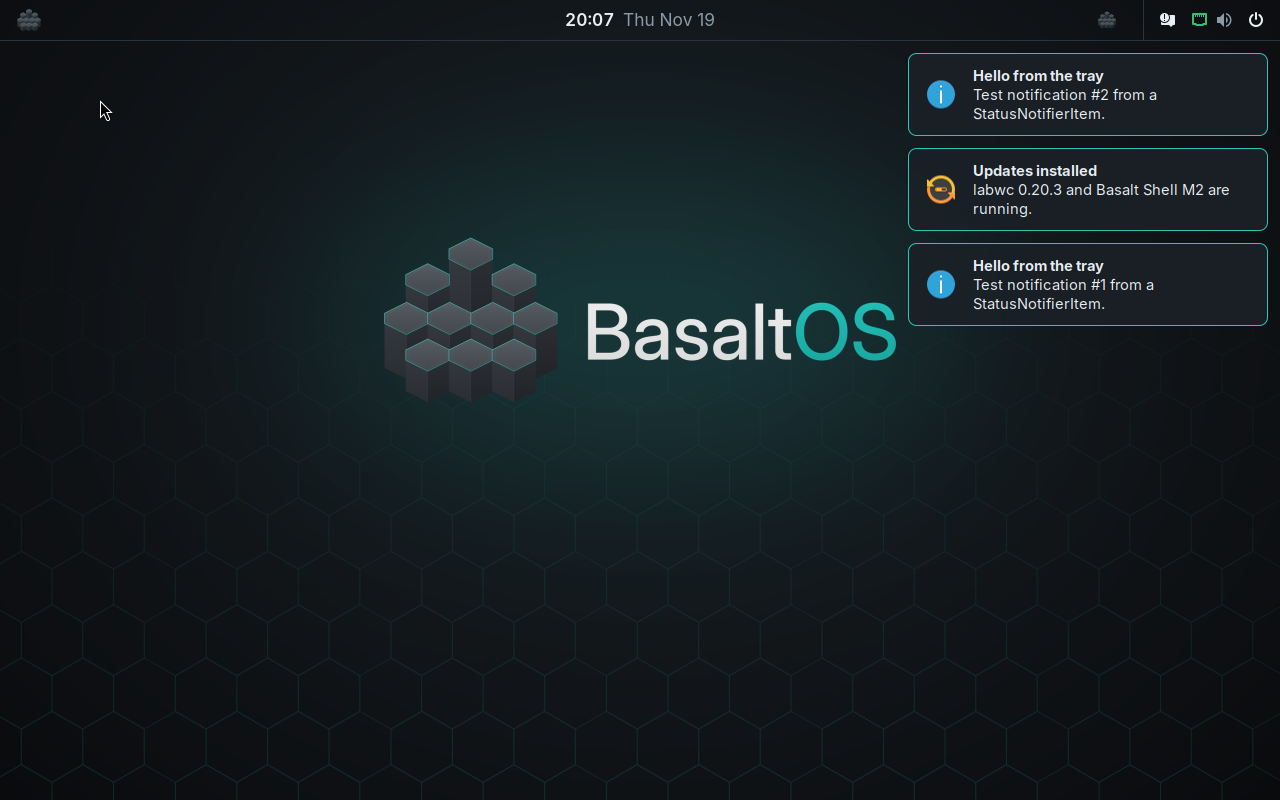 20:07 Thu Nov 19
Hello from the tray
Test notification #2 from a
StatusNotifierItem.
Updates installed
labwc 0.20.3 and Basalt Shell M2 are
running.
Hello from the tray
Test notification #1 from a
StatusNotifierItem.
BasaltOS